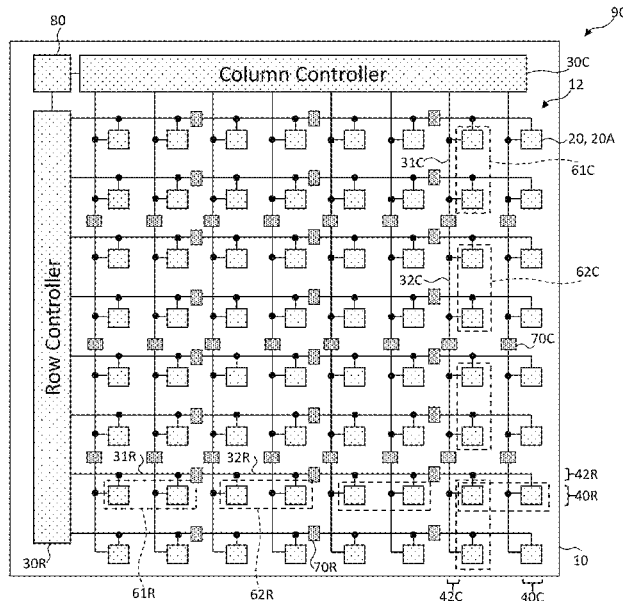 80
90
Column Controller
30C
12
20, 20A
31C
61C
32C
62C
70C
Row Controller
31R
32R
42R
40R
30R
61R
62R
70R
42C
40C
10